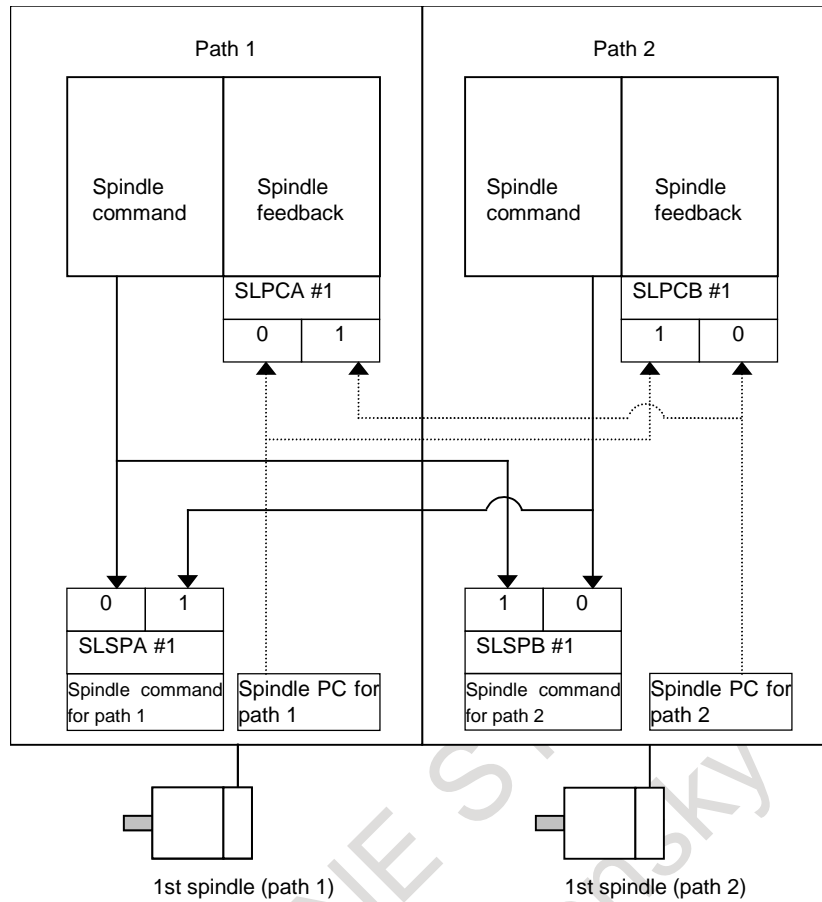 Path 1
Path 2
Spindle
command
Spindle
feedback
Spindle
command
Spindle
feedback
SLPCA #1
SLPCB #1
0 1
1 0
0 1
1 0
SLSPA #1
SLSPB #1
Spindle command
for path 1
Spindle PC for
path 1
Spindle command
for path 2
Spindle PC for
path 2
1st spindle (path 1)
1st spindle (path 2)